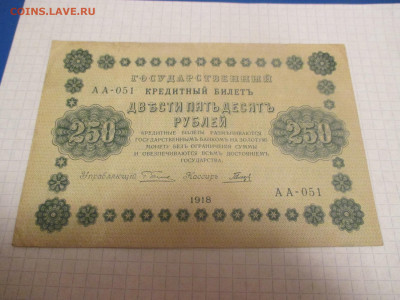 COINS.LAVE.RU
ГОСУДАРСТВЕННЫЙ
АА-051 КРЕДИТНЫЙ БИЛЕТЪ
ДВѢСТИ ПЯТЬДЕСЯТЪ
РУБЛЕЙ
250 250
КРЕДИТНЫЕ БИЛЕТЫ РАЗМѢНИВАЮТСЯ
ГОСУДАРСТВЕННЫМЪ БАНКОМЪ НА ЗОЛОТУЮ
МОНЕТУ БЕЗЪ ОГРАНИЧЕНІЯ СУММЫ
И ОБЕЗПЕЧИВАЮТСЯ ВСѢМЪ ДОСТОЯНІЕМЪ
ГОСУДАРСТВА.
Управляющій Кассиръ
АА-051
1918